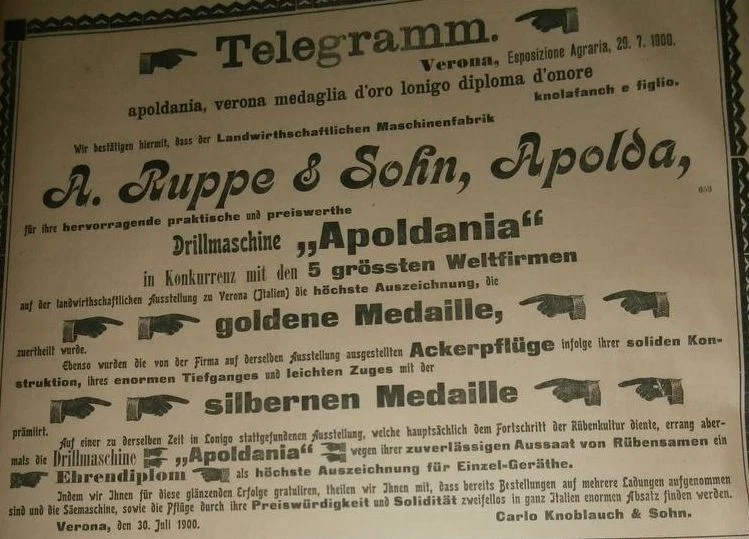 Telegramm.
Verona, Esposizione Agraria, 29. 7. 1900.
apoldania, verona medaglia d'oro lonigo diploma d'onore
knolafanch e figlio.
Wir bestätigen hiermit, dass der Landwirthschaftlichen Maschinenfabrik
A. Ruppe & Sohn, Apolda,
653
für ihre hervorragende praktische und preiswerthe
Drillmaschine „Apoldania“
in Konkurrenz mit den 5 grössten Weltfirmen
auf der landwirthschaftlichen Ausstellung zu Verona (Italien) die höchste Auszeichnung, die
goldene Medaille,
zuertheilt wurde.
Ebenso wurden die von der Firma auf derselben Ausstellung ausgestellten Ackerpflüge infolge ihrer soliden Kon-
struktion, ihres enormen Tiefganges und leichten Zuges mit der
silbernen Medaille
prämiirt.
Auf einer zu derselben Zeit in Lonigo stattgefundenen Ausstellung, welche hauptsächlich dem Fortschritt der Rübenkultur diente, errang aber-
mals die Drillmaschine „Apoldania“ wegen ihrer zuverlässigen Aussaat von Rübensamen ein
Ehrendiplom als höchste Auszeichnung für Einzel-Geräthe.
Indem wir Ihnen für diese glänzenden Erfolge gratuliren, theilen wir Ihnen mit, dass bereits Bestellungen auf mehrere Ladungen aufgenommen
sind und die Säemaschine, sowie die Pflüge durch ihre Preiswürdigkeit und Solidität zweifellos in ganz Italien enormen Absatz finden werden.
Verona, den 30. Juli 1900.
Carlo Knoblauch & Sohn.